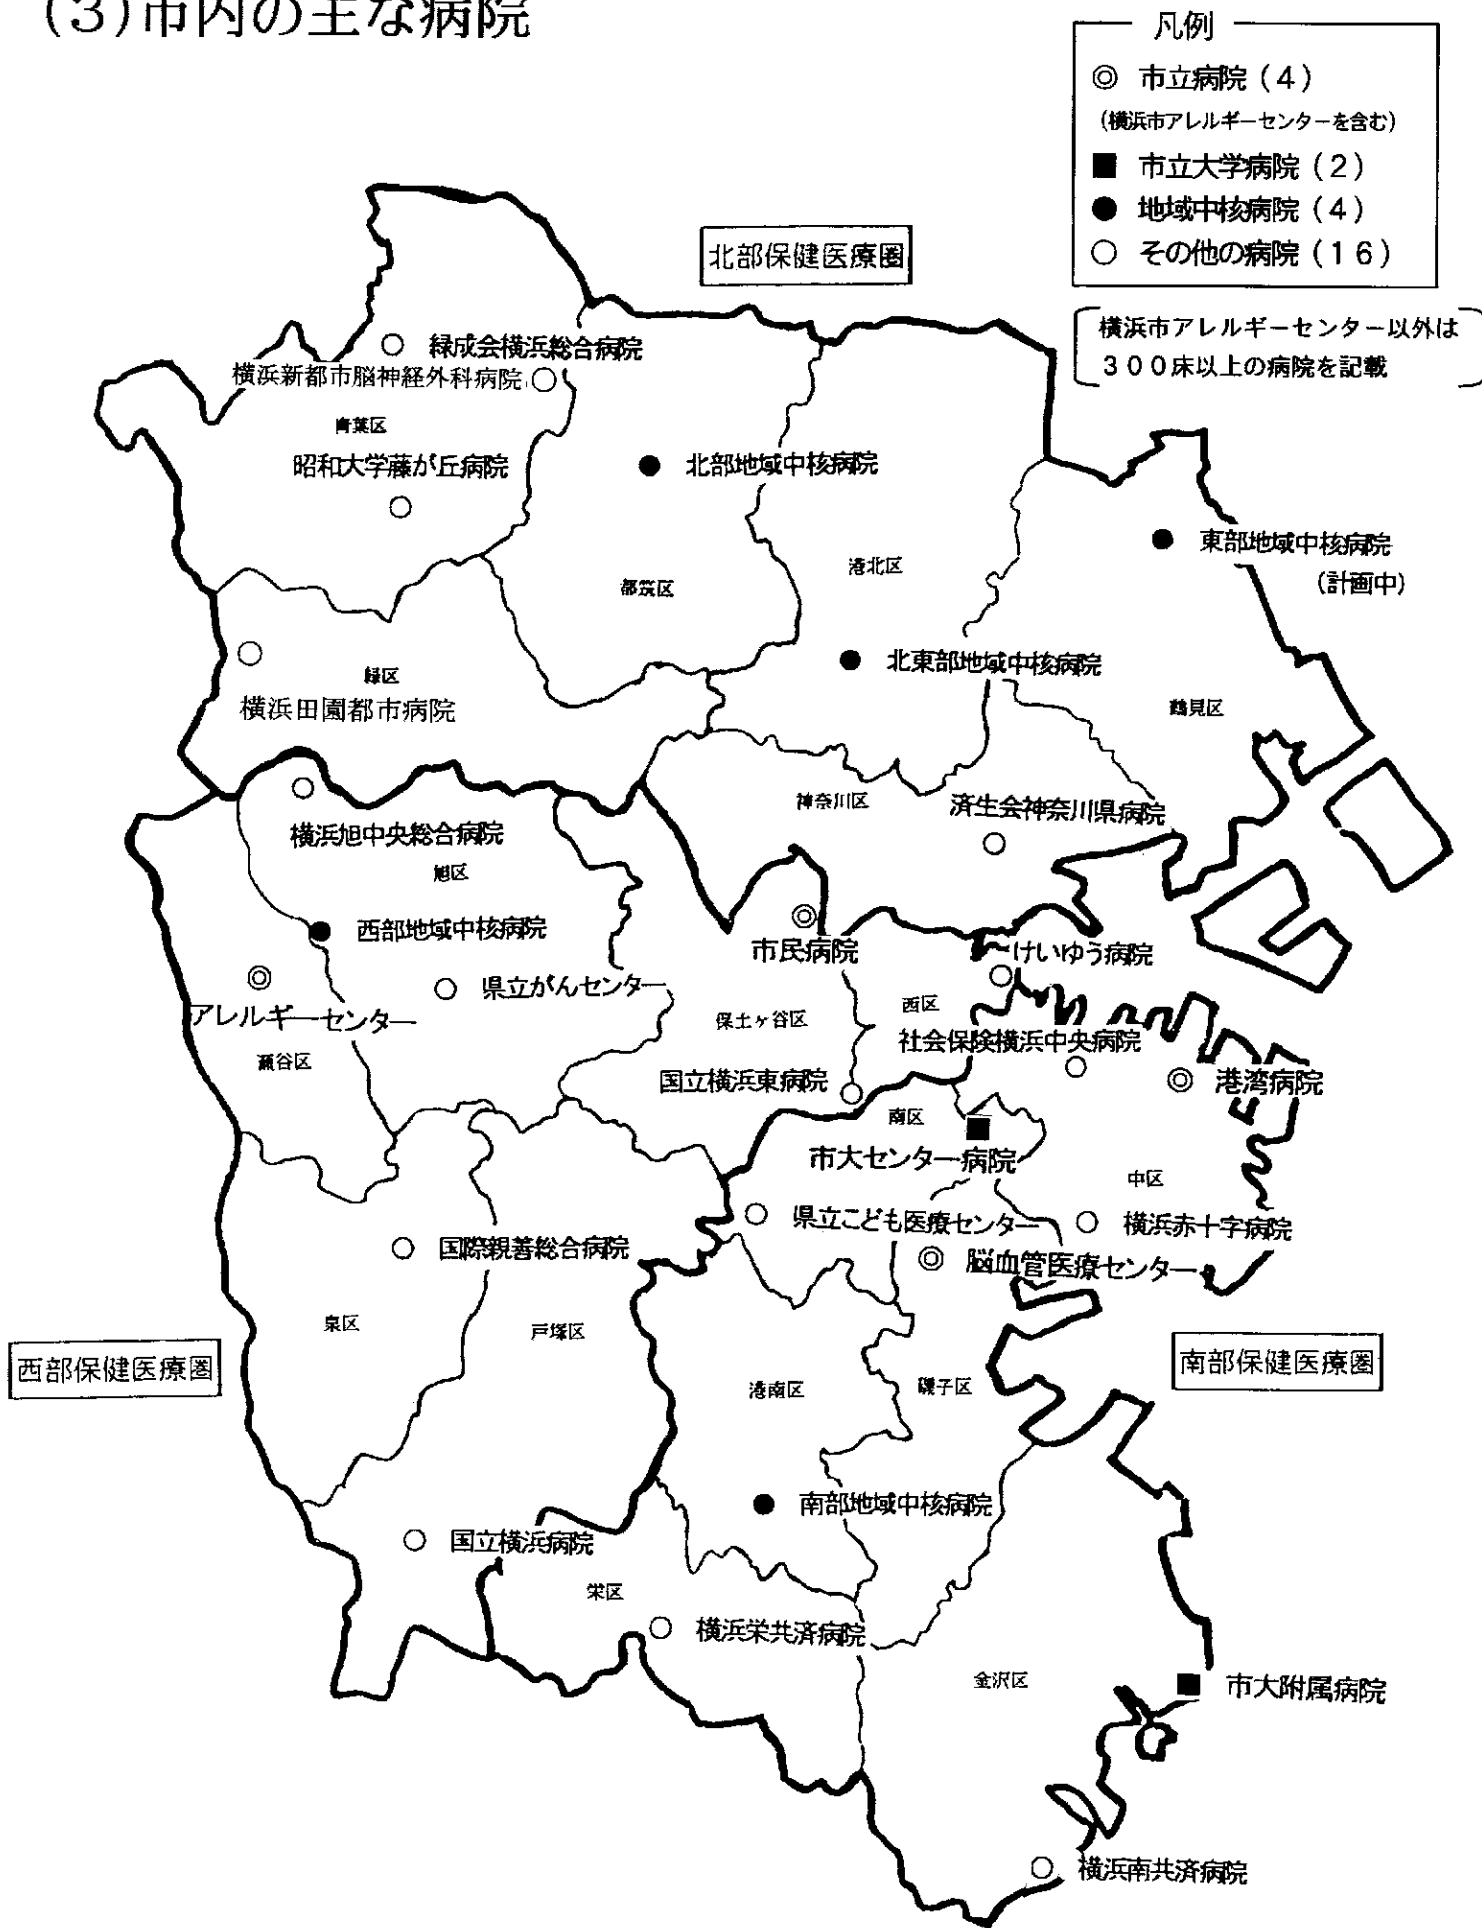 (3)市内の主な病院
凡例
◎ 市立病院(4)
(横浜市アレルギーセンターを含む)
■ 市立大学病院(2)
● 地域中核病院(4)
○ その他の病院(16)
横浜市アレルギーセンター以外は
300床以上の病院を記載
北部保健医療圏
緑成会横浜総合病院
横浜新都市脳神経外科病院
青葉区
昭和大学藤が丘病院
北部地域中核病院
東部地域中核病院
(計画中)
港北区
都筑区
北東部地域中核病院
緑区
横浜田園都市病院
鶴見区
神奈川区
済生会神奈川県病院
横浜旭中央総合病院
旭区
西部地域中核病院
市民病院
けいゆう病院
県立がんセンター
アレルギーセンター
西区
保土ヶ谷区
社会保険横浜中央病院
瀬谷区
国立横浜東病院
港湾病院
南区
市大センター病院
中区
県立こども医療センター
横浜赤十字病院
国際親善総合病院
脳血管医療センター
泉区
戸塚区
西部保健医療圏
南部保健医療圏
港南区
磯子区
南部地域中核病院
国立横浜病院
栄区
横浜栄共済病院
金沢区
市大附属病院
横浜南共済病院